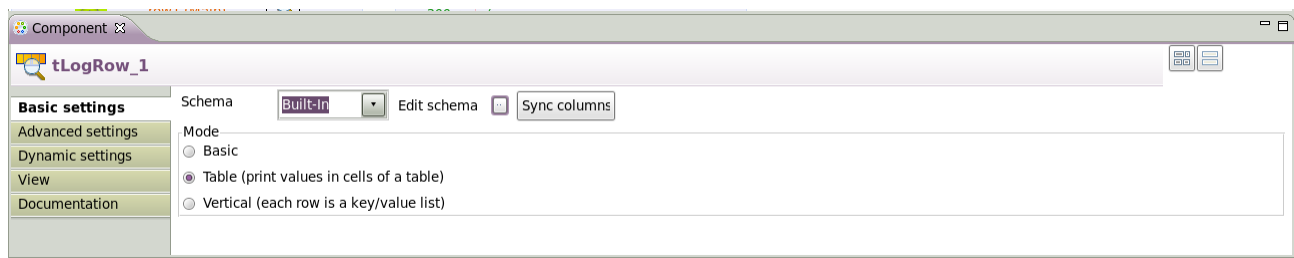 Component
tLogRow_1
Basic settings
Advanced settings
Dynamic settings
View
Documentation
Schema Built-In Edit schema Sync columns
Mode
Basic
Table (print values in cells of a table)
Vertical (each row is a key/value list)